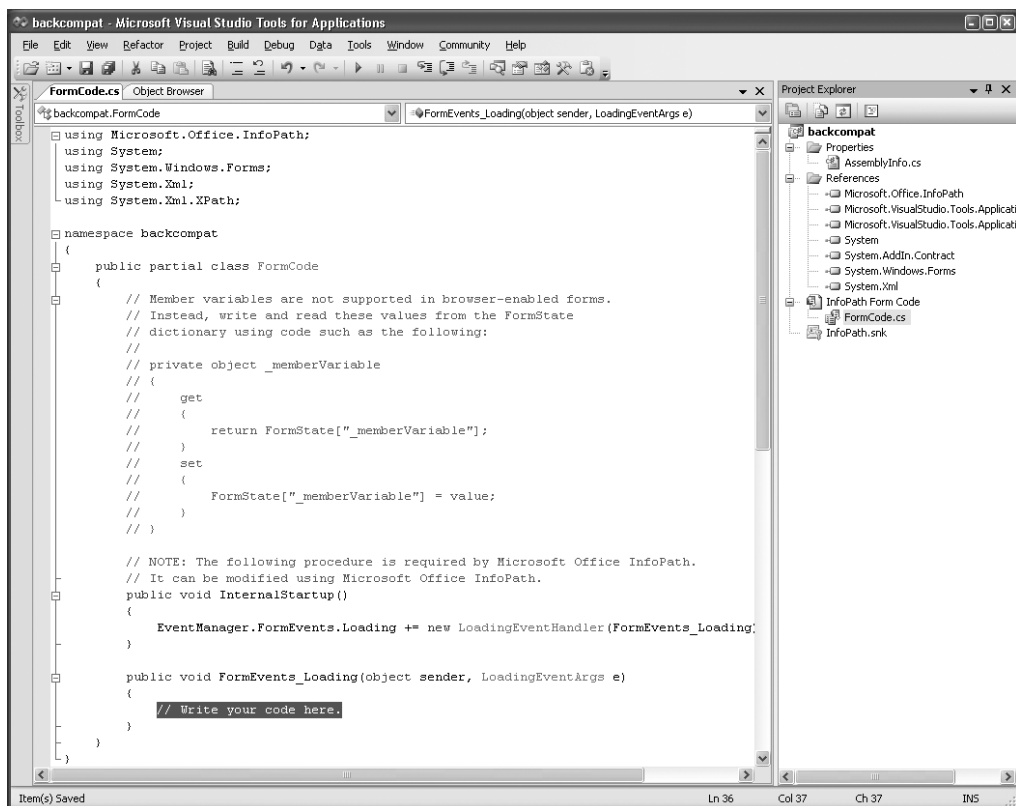 backcompat - Microsoft Visual Studio Tools for Applications
File Edit View Refactor Project Build Debug Data Tools Window Community Help
Toolbox
FormCode.cs Object Browser
backcompat.FormCode FormEvents_Loading(object sender, LoadingEventArgs e)
using Microsoft.Office.InfoPath;
using System;
using System.Windows.Forms;
using System.Xml;
using System.Xml.XPath;
namespace backcompat
{
public partial class FormCode
{
// Member variables are not supported in browser-enabled forms.
// Instead, write and read these values from the FormState
// dictionary using code such as the following:
//
// private object _memberVariable
// {
//     get
//     {
//         return FormState["_memberVariable"];
//     }
//     set
//     {
//         FormState["_memberVariable"] = value;
//     }
// }
// NOTE: The following procedure is required by Microsoft Office InfoPath.
// It can be modified using Microsoft Office InfoPath.
public void InternalStartup()
{
EventManager.FormEvents.Loading += new LoadingEventHandler(FormEvents_Loading)
}
public void FormEvents_Loading(object sender, LoadingEventArgs e)
{
// Write your code here.
}
}
}
Project Explorer
backcompat
Properties
AssemblyInfo.cs
References
Microsoft.Office.InfoPath
Microsoft.VisualStudio.Tools.Applicati
Microsoft.VisualStudio.Tools.Applicati
System
System.AddIn.Contract
System.Windows.Forms
System.Xml
InfoPath Form Code
FormCode.cs
InfoPath.snk
Item(s) Saved Ln 36 Col 37 Ch 37 INS